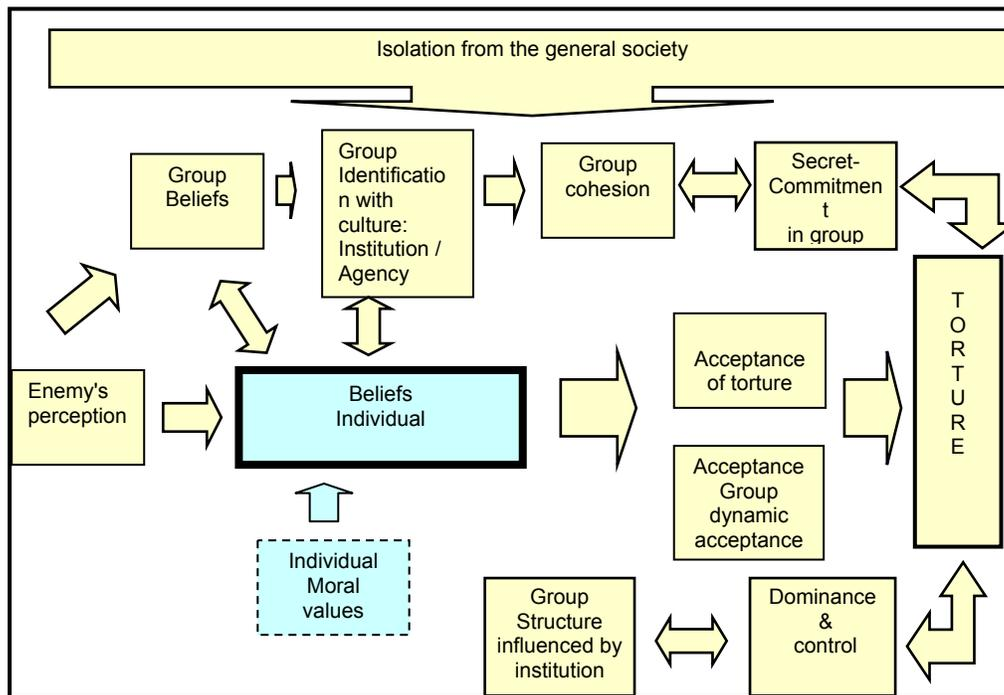 Isolation from the general society
Group
Beliefs
Group
Identificatio
n with
culture:
Institution /
Agency
Group
cohesion
Secret-
Commitmen
t
in group
Enemy's
perception
Beliefs
Individual
Acceptance
of torture
T
O
R
T
U
R
E
Acceptance
Group
dynamic
acceptance
Individual
Moral
values
Group
Structure
influenced by
institution
Dominance
&
control